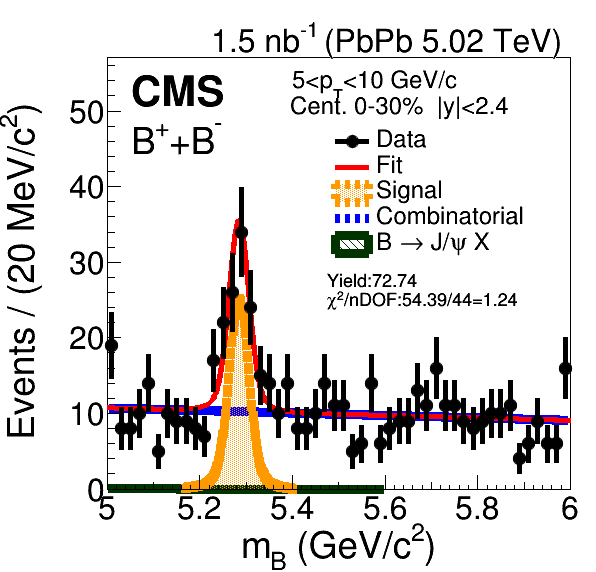 1.5 nb⁻¹ (PbPb 5.02 TeV)
CMS
B⁺+B⁻
5<p_T<10 GeV/c
Cent. 0-30% |y|<2.4
Data
Fit
Signal
Combinatorial
B → J/ψ X
Yield:72.74
χ²/nDOF:54.39/44=1.24
Events / (20 MeV/c²)
50
40
30
20
10
0
5 5.2 5.4 5.6 5.8 6
m_B (GeV/c²)